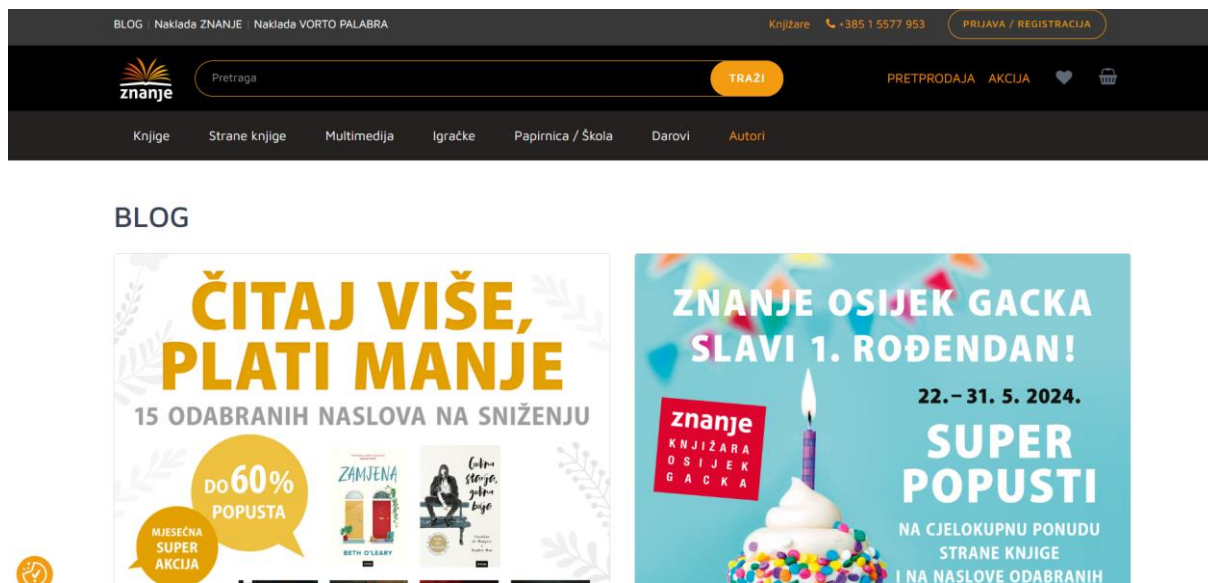 BLOG | Naklada ZNANJE | Naklada VORTO PALABRA
Knjižare +385 1 5577 953 PRIJAVA / REGISTRACIJA
znanje
Pretraga TRAŽI
PRETPRODAJA AKCIJA
Knjige Strane knjige Multimedija Igračke Papirnica / Škola Darovi Autori
BLOG
ČITAJ VIŠE,
PLATI MANJE
15 ODABRANIH NASLOVA NA SNIŽENJU
DO 60%
POPUSTA
MJESEČNA
SUPER
AKCIJA
ZAMJENA
BETH O'LEARY
ZNANJE OSIJEK GACKA
SLAVI 1. ROĐENDAN!
22.–31. 5. 2024.
znanje
KNJIŽARA
OSIJEK
GACKA
SUPER
POPUSTI
NA CJELOKUPNU PONUDU
STRANE KNJIGE
I NA NASLOVE ODABRANIH